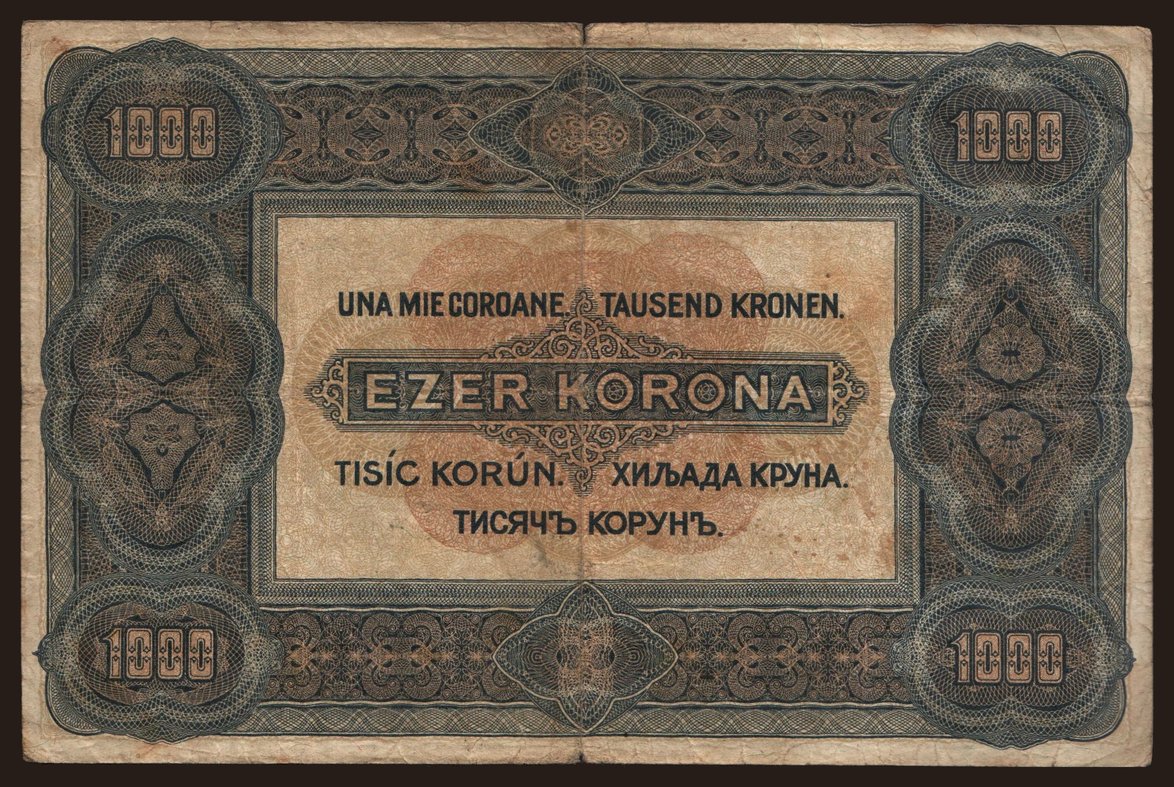 1000 1000
UNA MIE COROANE. TAUSEND KRONEN.
EZER KORONA
TISÍC KORÚN. ХИЉАДА КРУНА.
ТИСЯЧЪ КОРУНЪ.
1000 1000